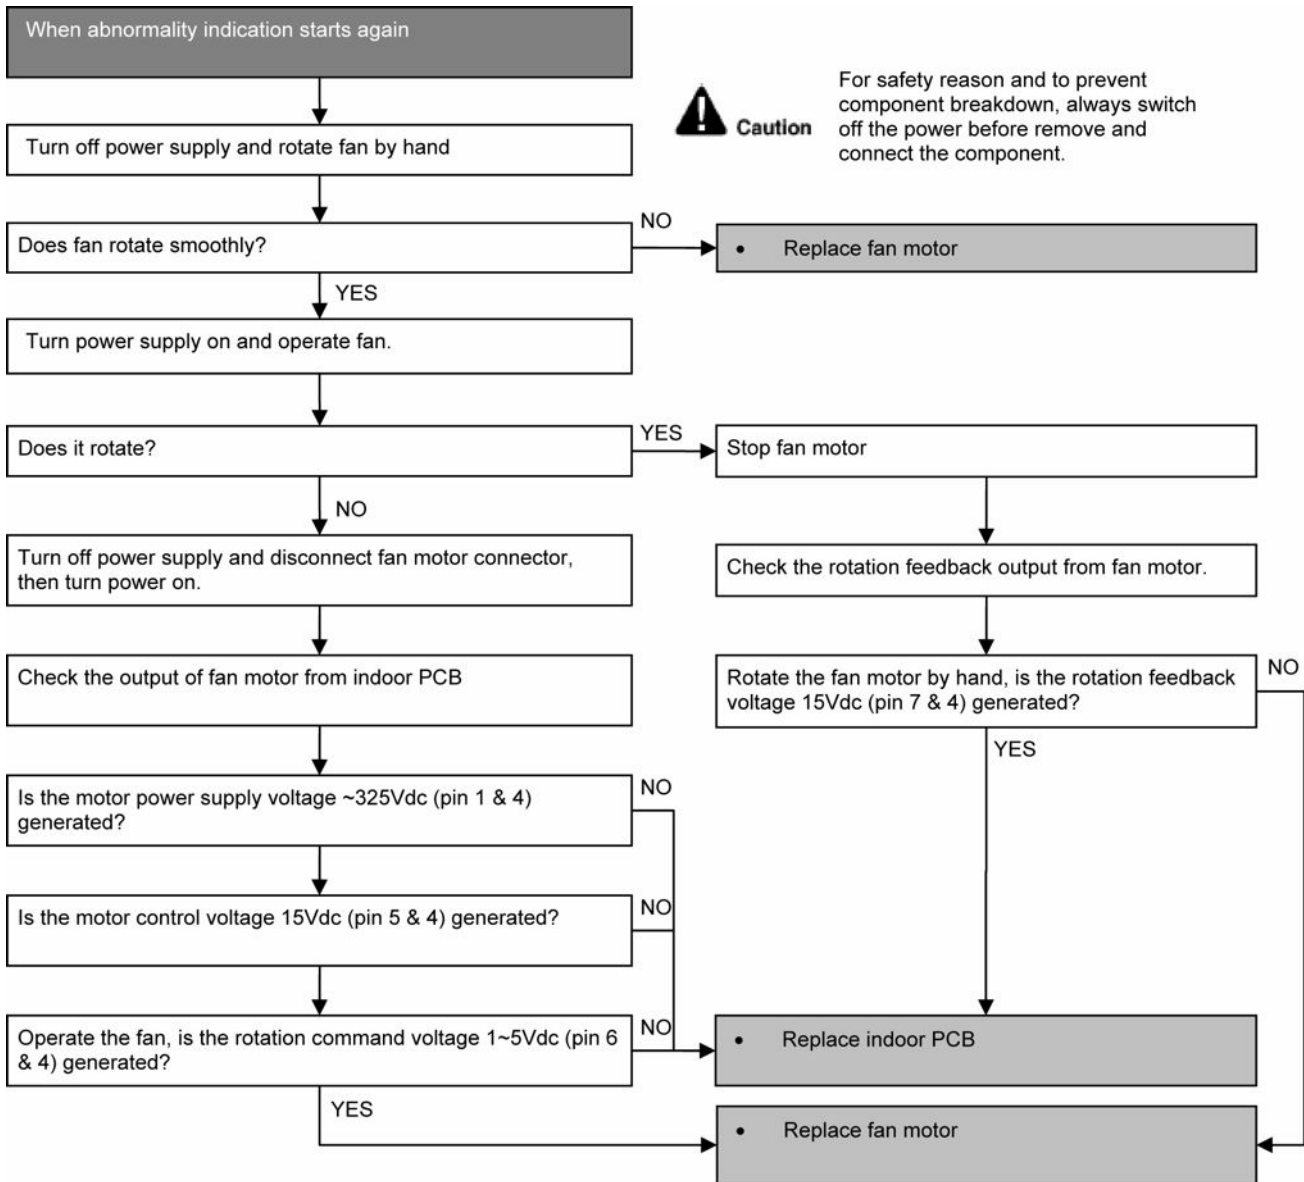 When abnormality indication starts again
Caution
For safety reason and to prevent
component breakdown, always switch
off the power before remove and
connect the component.
Turn off power supply and rotate fan by hand
Does fan rotate smoothly?
NO
• Replace fan motor
YES
Turn power supply on and operate fan.
Does it rotate?
YES
Stop fan motor
NO
Turn off power supply and disconnect fan motor connector,
then turn power on.
Check the rotation feedback output from fan motor.
Check the output of fan motor from indoor PCB
Rotate the fan motor by hand, is the rotation feedback
voltage 15Vdc (pin 7 & 4) generated?
NO
YES
Is the motor power supply voltage ~325Vdc (pin 1 & 4)
generated?
NO
Is the motor control voltage 15Vdc (pin 5 & 4) generated?
NO
Operate the fan, is the rotation command voltage 1~5Vdc (pin 6
& 4) generated?
NO
• Replace indoor PCB
YES
• Replace fan motor